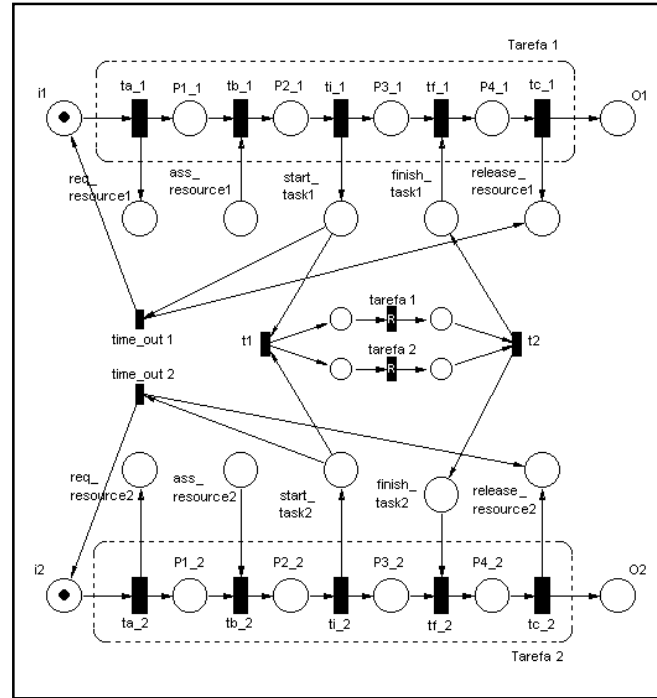 Tarefa 1
i1
ta_1
P1_1
tb_1
P2_1
ti_1
P3_1
tf_1
P4_1
tc_1
O1
req_
resource1
ass_
resource1
start_
task1
finish_
task1
release_
resource1
time_out 1
t1
tarefa 1
R
tarefa 2
R
t2
time_out 2
req_
resource2
ass_
resource2
start_
task2
finish_
task2
release_
resource2
i2
P1_2
P2_2
P3_2
P4_2
O2
ta_2
tb_2
ti_2
tf_2
tc_2
Tarefa 2